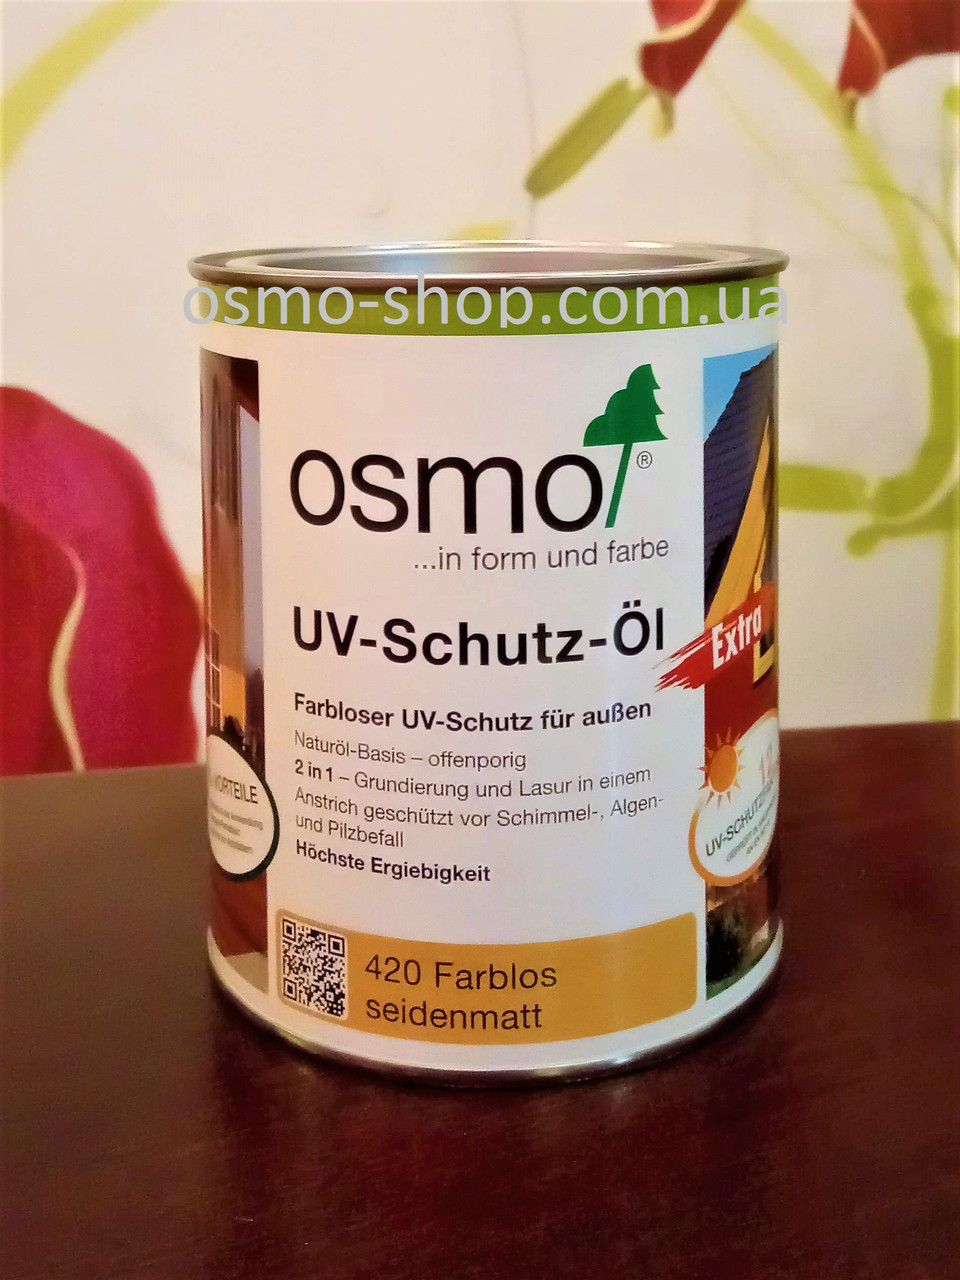 osmo-shop.com.ua
osmo®
...in form und farbe
UV-Schutz-Öl
Extra
Farbloser UV-Schutz für außen
Naturöl-Basis – offenporig
2 in 1 – Grundierung und Lasur in einem
Anstrich geschützt vor Schimmel-, Algen-
und Pilzbefall
Höchste Ergiebigkeit
VORTEILE
420 Farblos
seidenmatt